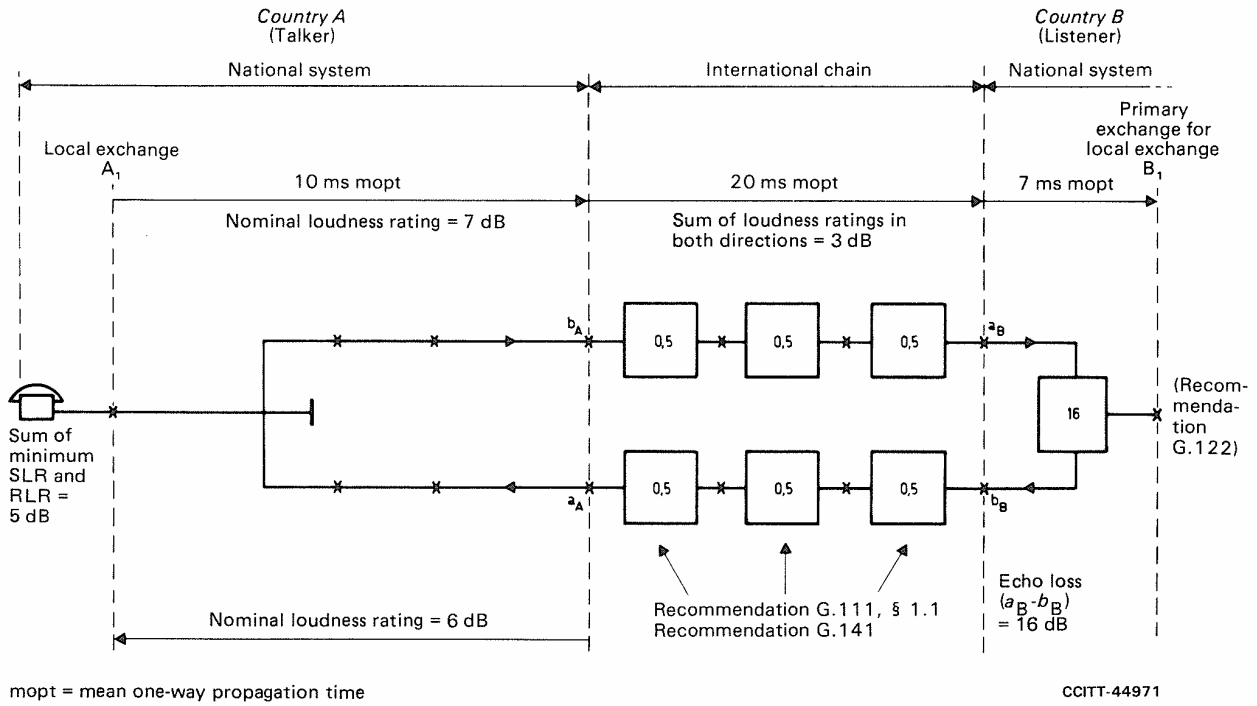 Country A
(Talker)
Country B
(Listener)
National system
International chain
National system
Local exchange
A1
Primary
exchange for
local exchange
B1
10 ms mopt
20 ms mopt
7 ms mopt
Nominal loudness rating = 7 dB
Sum of loudness ratings in
both directions = 3 dB
bA
0,5
0,5
0,5
aB
16
(Recom-
menda-
tion
G.122)
Sum of
minimum
SLR and
RLR =
5 dB
aA
0,5
0,5
0,5
bB
Nominal loudness rating = 6 dB
Recommendation G.111, § 1.1
Recommendation G.141
Echo loss
(aB-bB)
= 16 dB
mopt = mean one-way propagation time
CCITT-44971